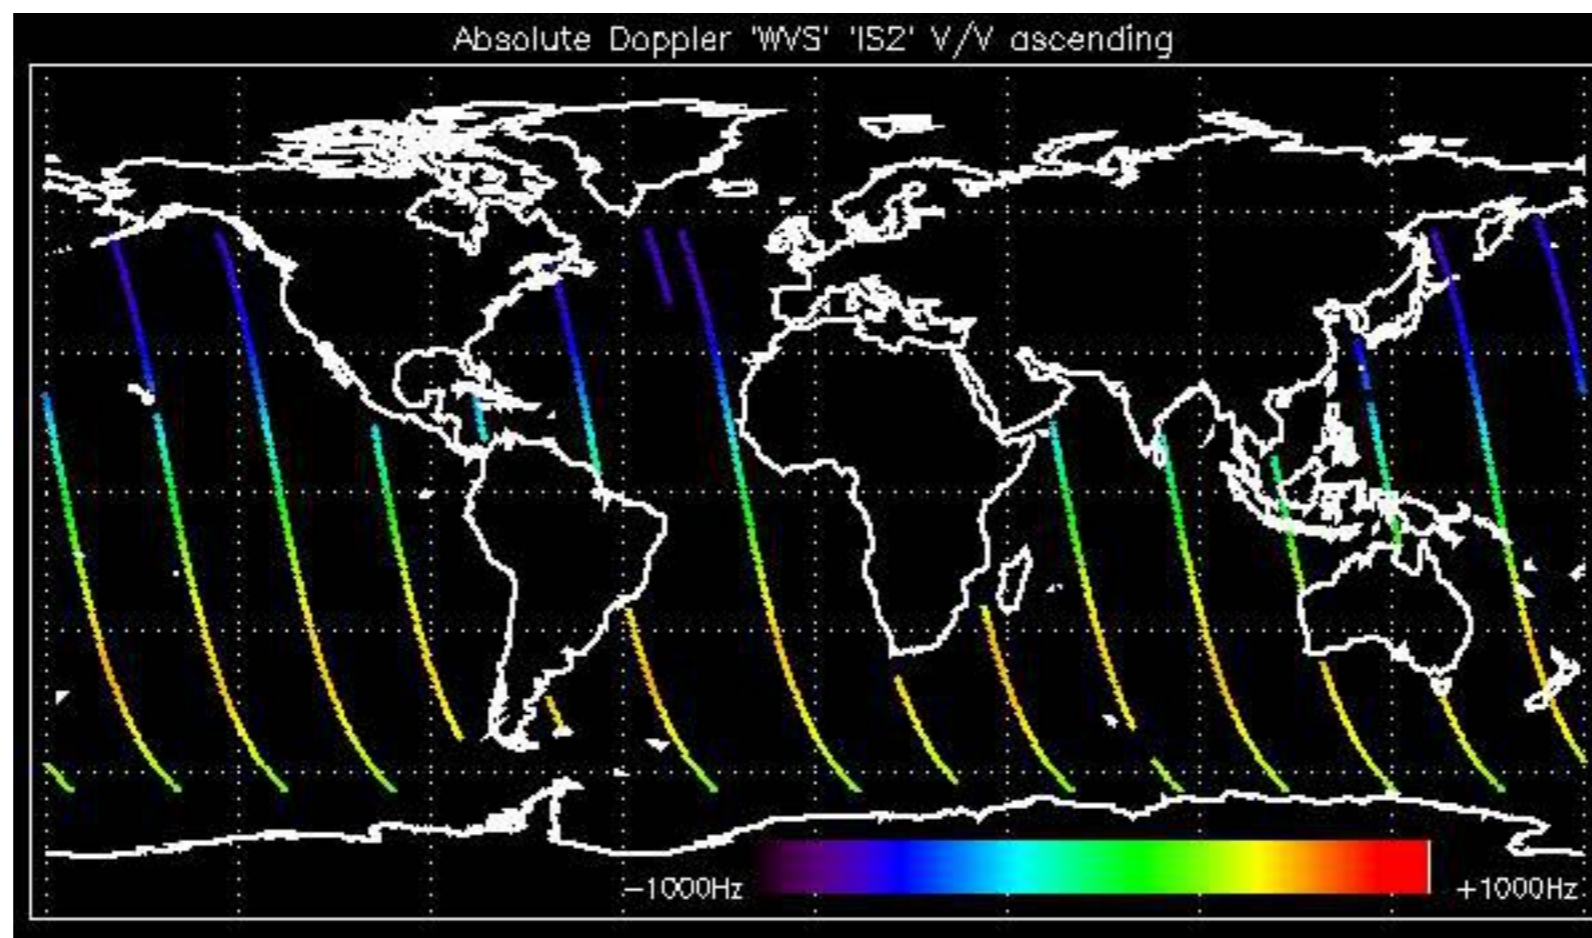 Absolute Doppler 'WVS' 'IS2' V/V ascending
-1000Hz
+1000Hz